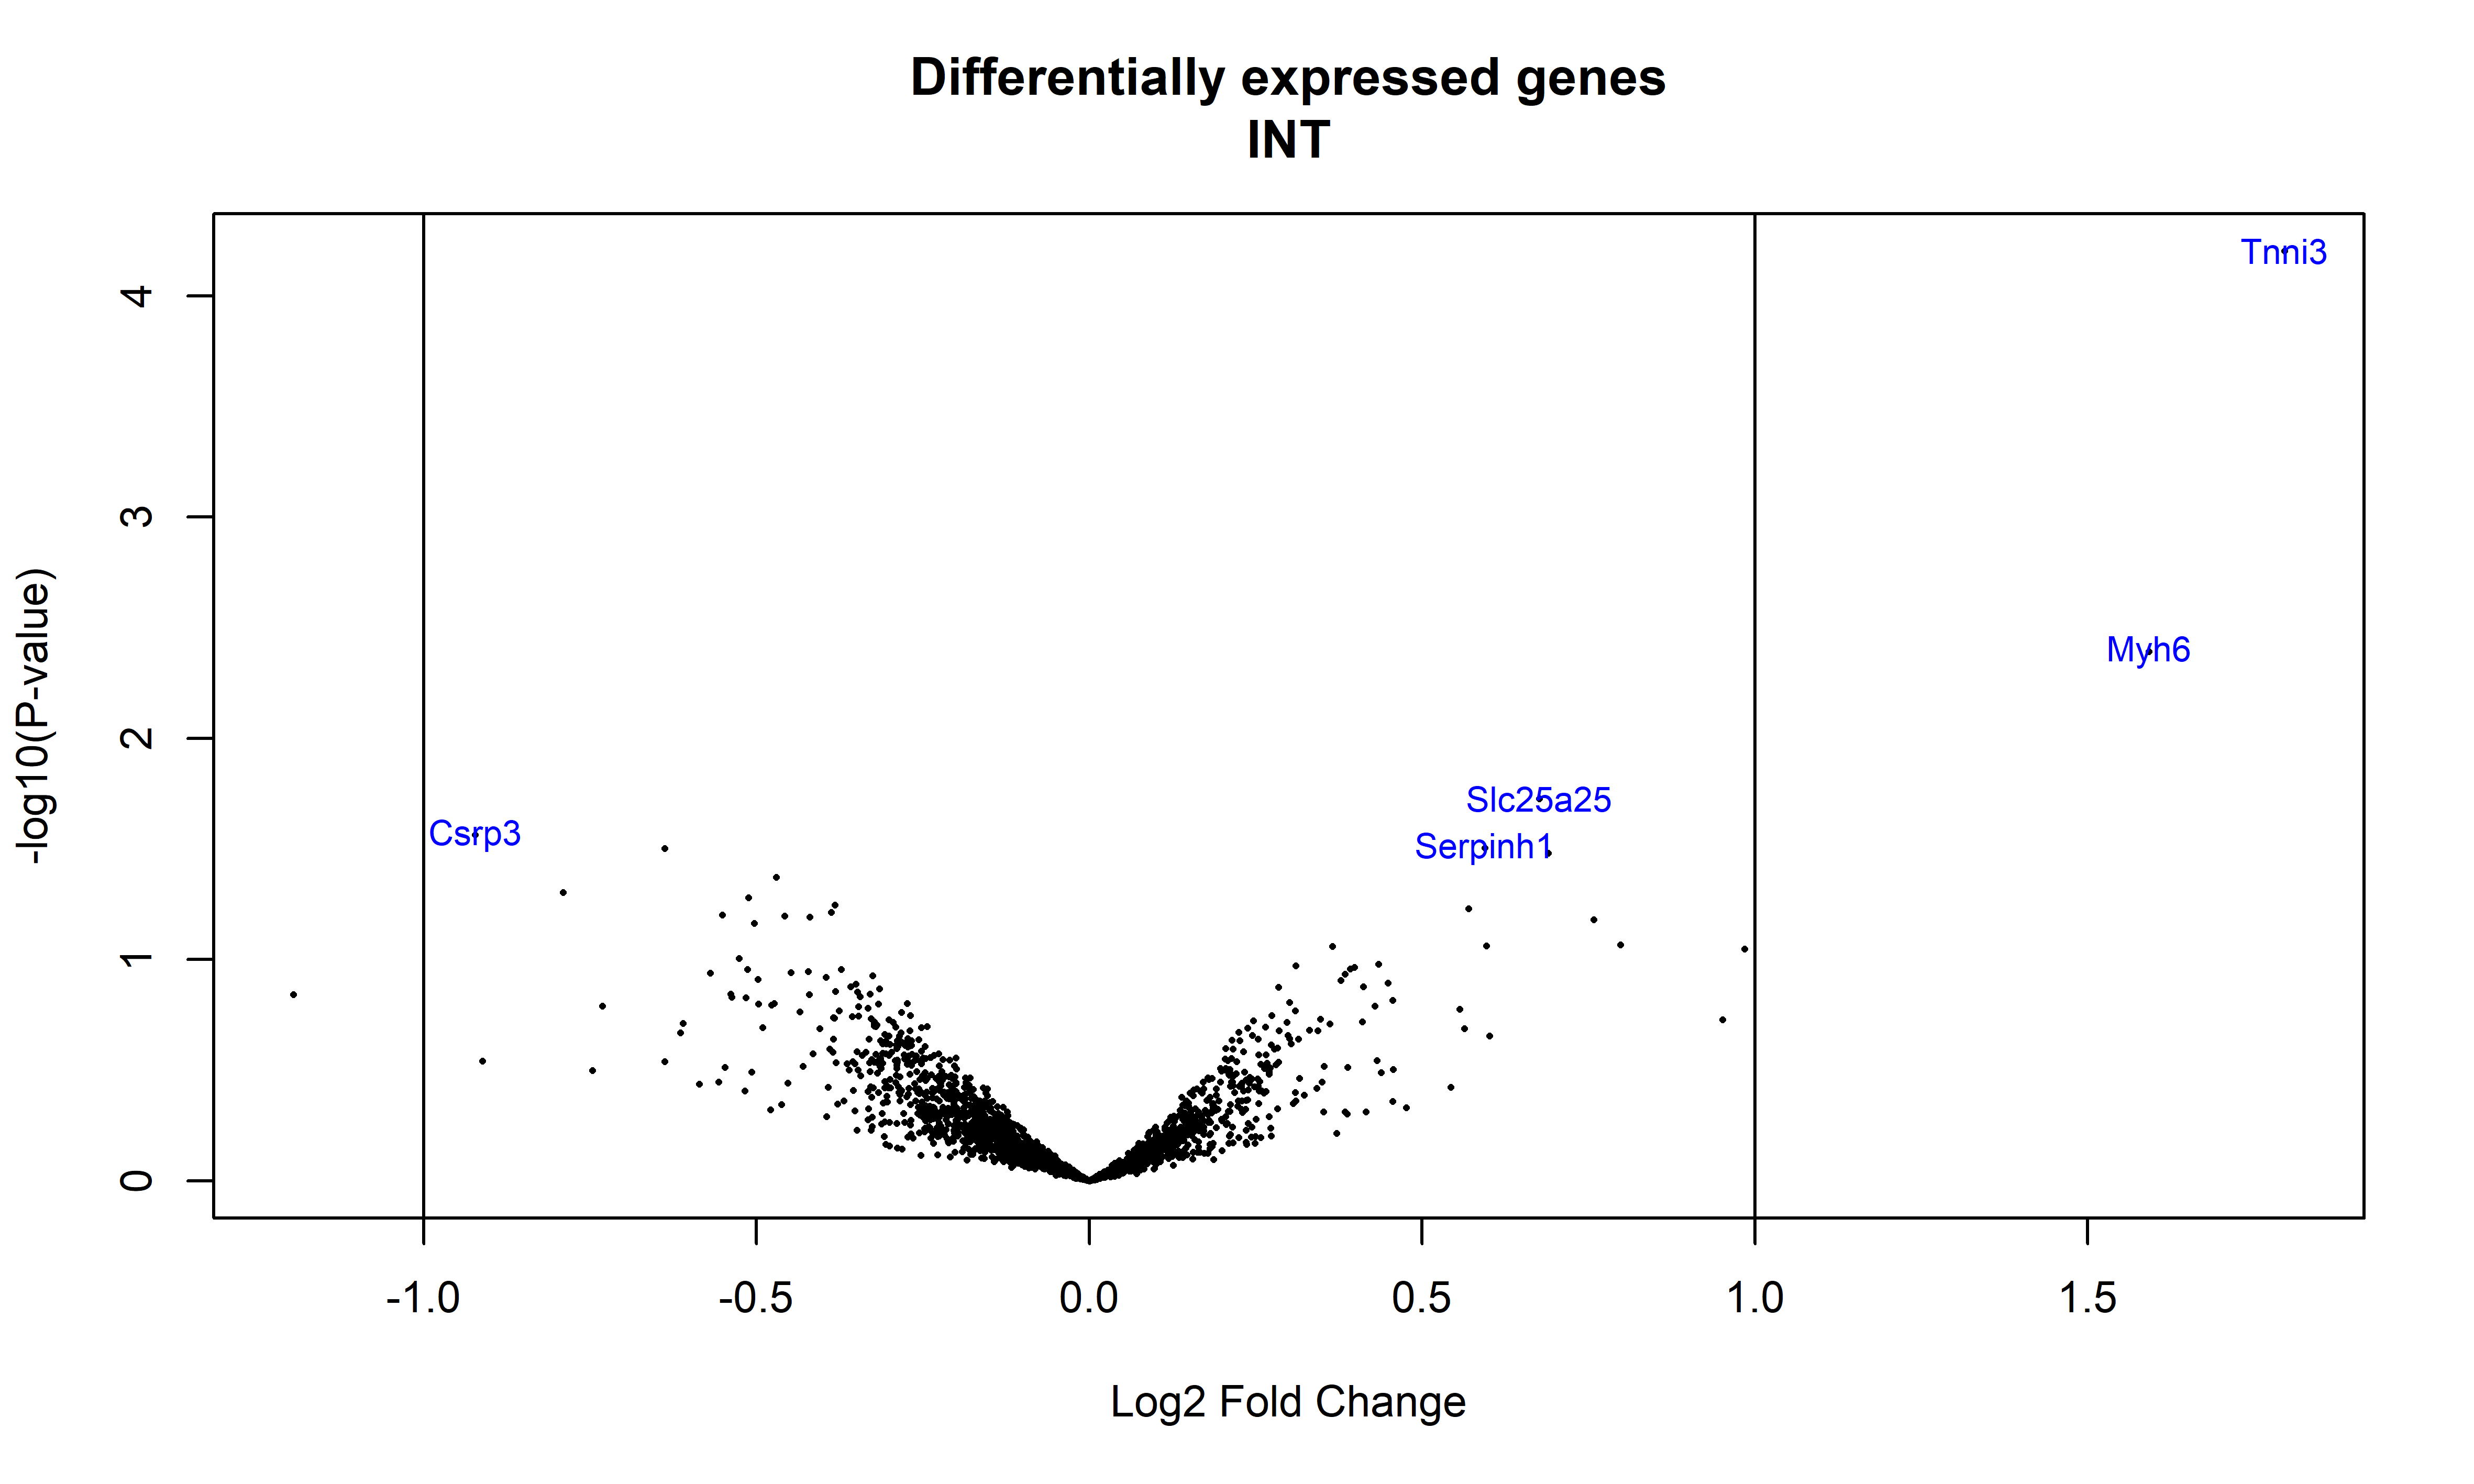 Differentially expressed genes
INT
Tnni3
Myh6
Slc25a25
Csrp3
Serpinh1
-log10(P-value)
4
3
2
1
0
-1.0 -0.5 0.0 0.5 1.0 1.5
Log2 Fold Change